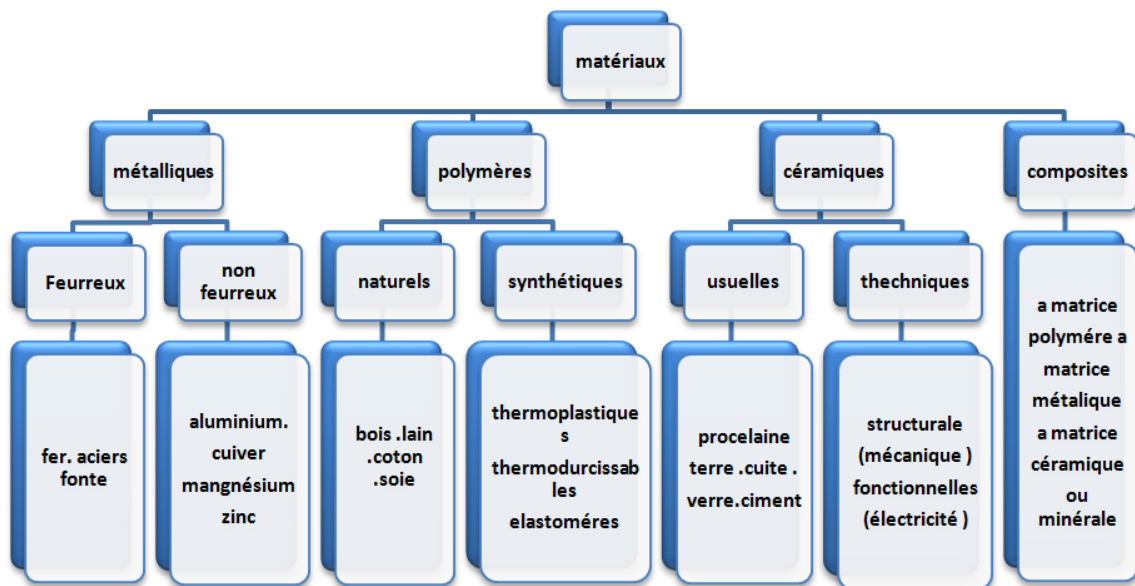 matériaux
métalliques
polymères
céramiques
composites
Feurreux
non
feurreux
naturels
synthétiques
usuelles
thechniques
fer. aciers
fonte
aluminium.
cuiver
mangnésium
zinc
bois .lain
.coton
.soie
thermoplastique
s
thermodurcissab
les
elastoméres
procelaine
terre .cuite .
verre.ciment
structurale
(mécanique )
fonctionnelles
(électricité )
a matrice
polymére a
matrice
métalique
a matrice
céramique
ou
minérale